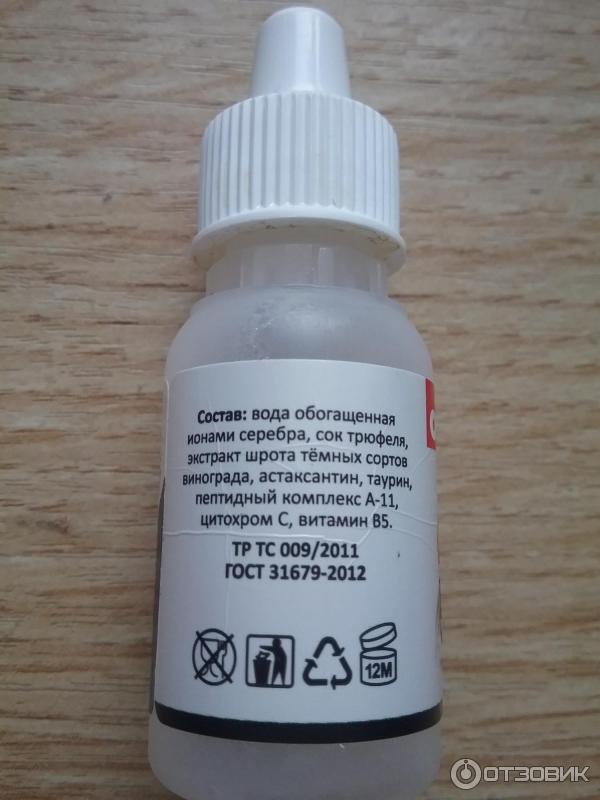 Состав: вода обогащенная
ионами серебра, сок трюфеля,
экстракт шрота тёмных сортов
винограда, астаксантин, таурин,
пептидный комплекс А-11,
цитохром С, витамин В5.
ТР ТС 009/2011
ГОСТ 31679-2012
12М
ОТЗОВИК